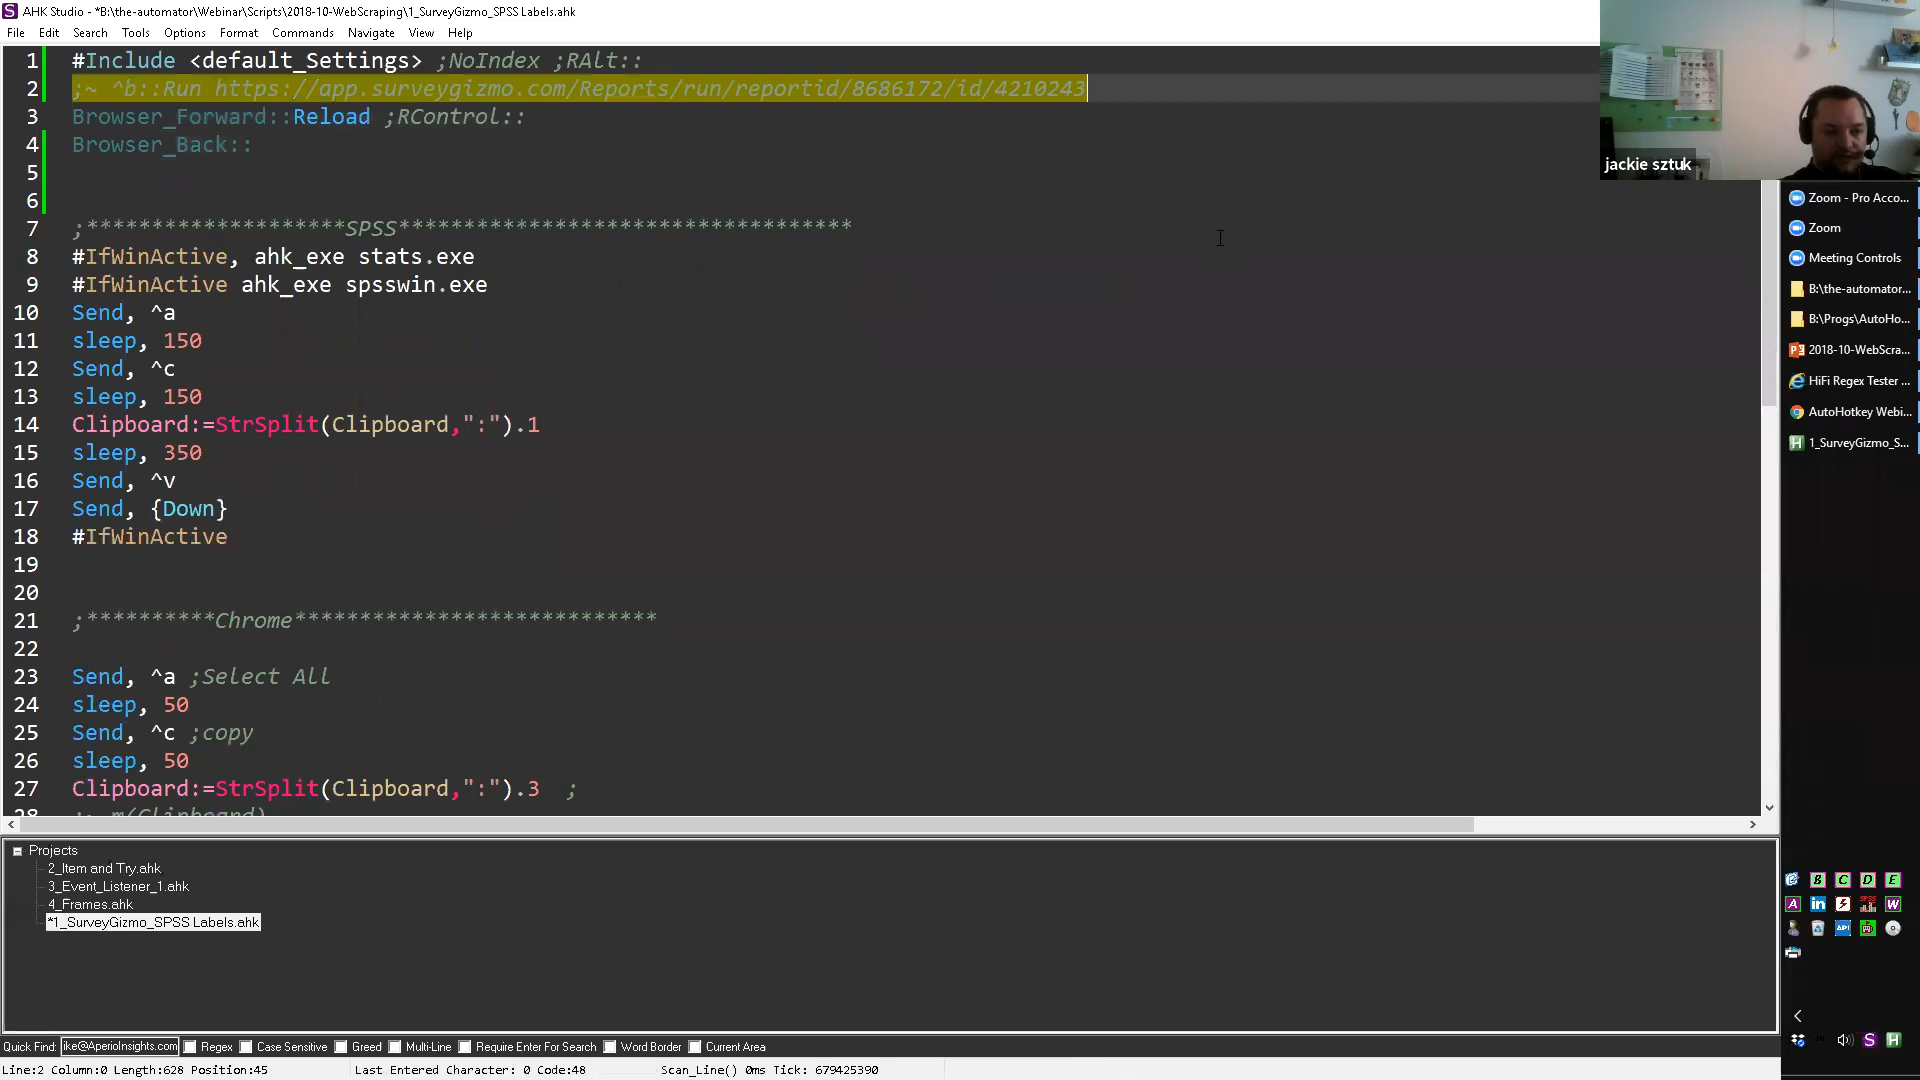 AHK Studio - *B:\the-automator\Webinar\Scripts\2018-10-WebScraping\1_SurveyGizmo_SPSS Labels.ahk
File Edit Search Tools Options Format Commands Navigate View Help
1 #Include <default_Settings> ;NoIndex ;RAlt::
2 ;~ ^b::Run https://app.surveygizmo.com/Reports/run/reportid/8686172/id/4210243
3 Browser_Forward::Reload ;RControl::
4 Browser_Back::
5
6
7 ;********************SPSS***********************************
8 #IfWinActive, ahk_exe stats.exe
9 #IfWinActive ahk_exe spsswin.exe
10 Send, ^a
11 sleep, 150
12 Send, ^c
13 sleep, 150
14 Clipboard:=StrSplit(Clipboard,":").1
15 sleep, 350
16 Send, ^v
17 Send, {Down}
18 #IfWinActive
19
20
21 ;**********Chrome****************************
22
23 Send, ^a ;Select All
24 sleep, 50
25 Send, ^c ;copy
26 sleep, 50
27 Clipboard:=StrSplit(Clipboard,":").3 ;
28 ;~ m(Clipboard)
jackie sztuk
Zoom - Pro Acco...
Zoom
Meeting Controls
B:\the-automator...
B:\Progs\AutoHo...
2018-10-WebScra...
HiFi Regex Tester ...
AutoHotkey Webi...
1_SurveyGizmo_S...
Projects
2_Item and Try.ahk
3_Event_Listener_1.ahk
4_Frames.ahk
*1_SurveyGizmo_SPSS Labels.ahk
B C D E
A in SPSS W
API
S H
Quick Find: ike@AperioInsights.com Regex Case Sensitive Greed Multi-Line Require Enter For Search Word Border Current Area
Line:2 Column:0 Length:628 Position:45 Last Entered Character: 0 Code:48 Scan_Line() 0ms Tick: 679425390